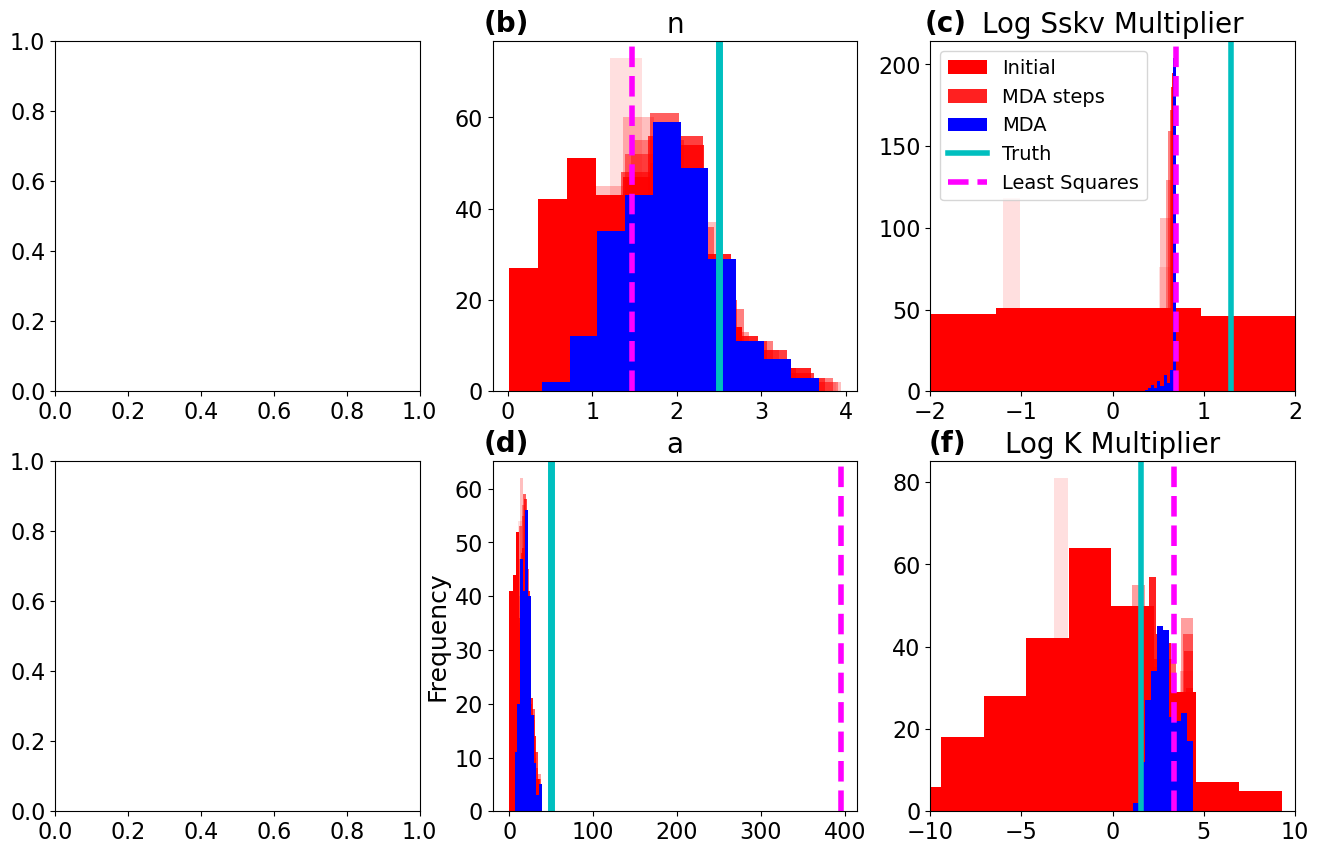 (b) n
(c) Log Sskv Multiplier
1.0
0.8
0.6
0.4
0.2
0.0
0.0 0.2 0.4 0.6 0.8 1.0
60
40
20
0
0 1 2 3 4
200
150
100
50
0
−2 −1 0 1 2
Initial
MDA steps
MDA
Truth
Least Squares
(d) a
(f) Log K Multiplier
1.0
0.8
0.6
0.4
0.2
0.0
0.0 0.2 0.4 0.6 0.8 1.0
Frequency
60
50
40
30
20
10
0
0 100 200 300 400
80
60
40
20
0
−10 −5 0 5 10